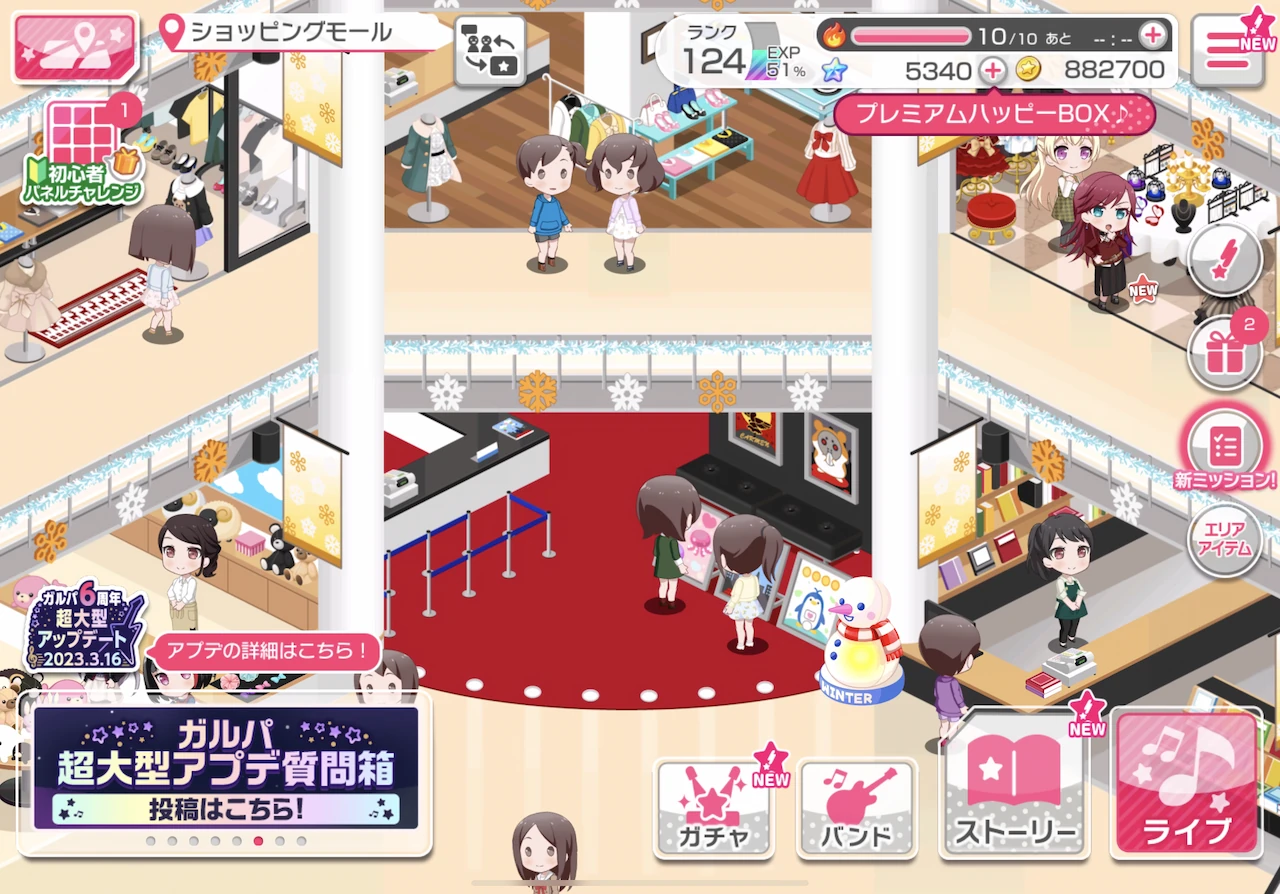 ショッピングモール
ランク
124
EXP
51%
10/10 あと --:--
5340
882700
NEW
プレミアムハッピーBOX♪
1
初心者
パネルチャレンジ
NEW
2
新ミッション!
エリア
アイテム
ガルパ6周年
超大型
アップデート
2023.3.16
アプデの詳細はこちら!
WINTER
ガルパ
超大型アプデ質問箱
投稿はこちら!
NEW
ガチャ
バンド
NEW
ストーリー
ライブ